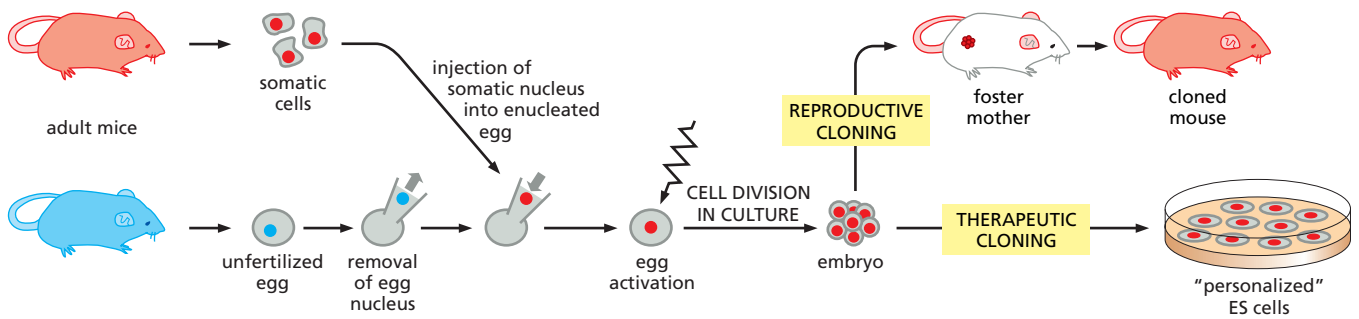 adult mice
somatic
cells
injection of
somatic nucleus
into enucleated
egg
unfertilized
egg
removal
of egg
nucleus
egg
activation
CELL DIVISION
IN CULTURE
embryo
REPRODUCTIVE
CLONING
foster
mother
cloned
mouse
THERAPEUTIC
CLONING
“personalized”
ES cells